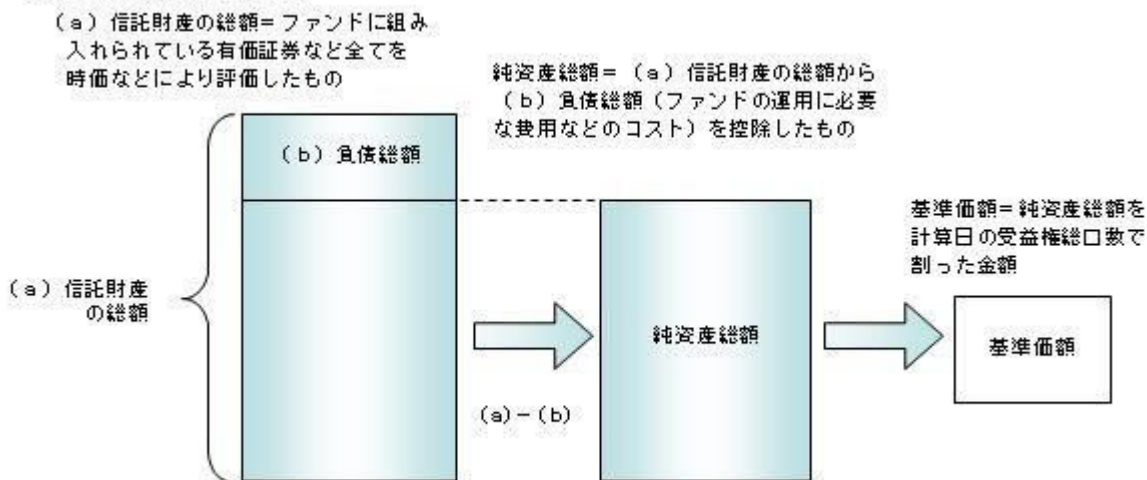 (a)信託財産の総額=ファンドに組み
入れられている有価証券など全てを
時価などにより評価したもの
純資産総額=(a)信託財産の総額から
(b)負債総額(ファンドの運用に必要
な費用などのコスト)を控除したもの
(b)負債総額
基準価額=純資産総額を
計算日の受益権総口数で
割った金額
(a)信託財産
の総額
純資産総額
基準価額
(a)-(b)